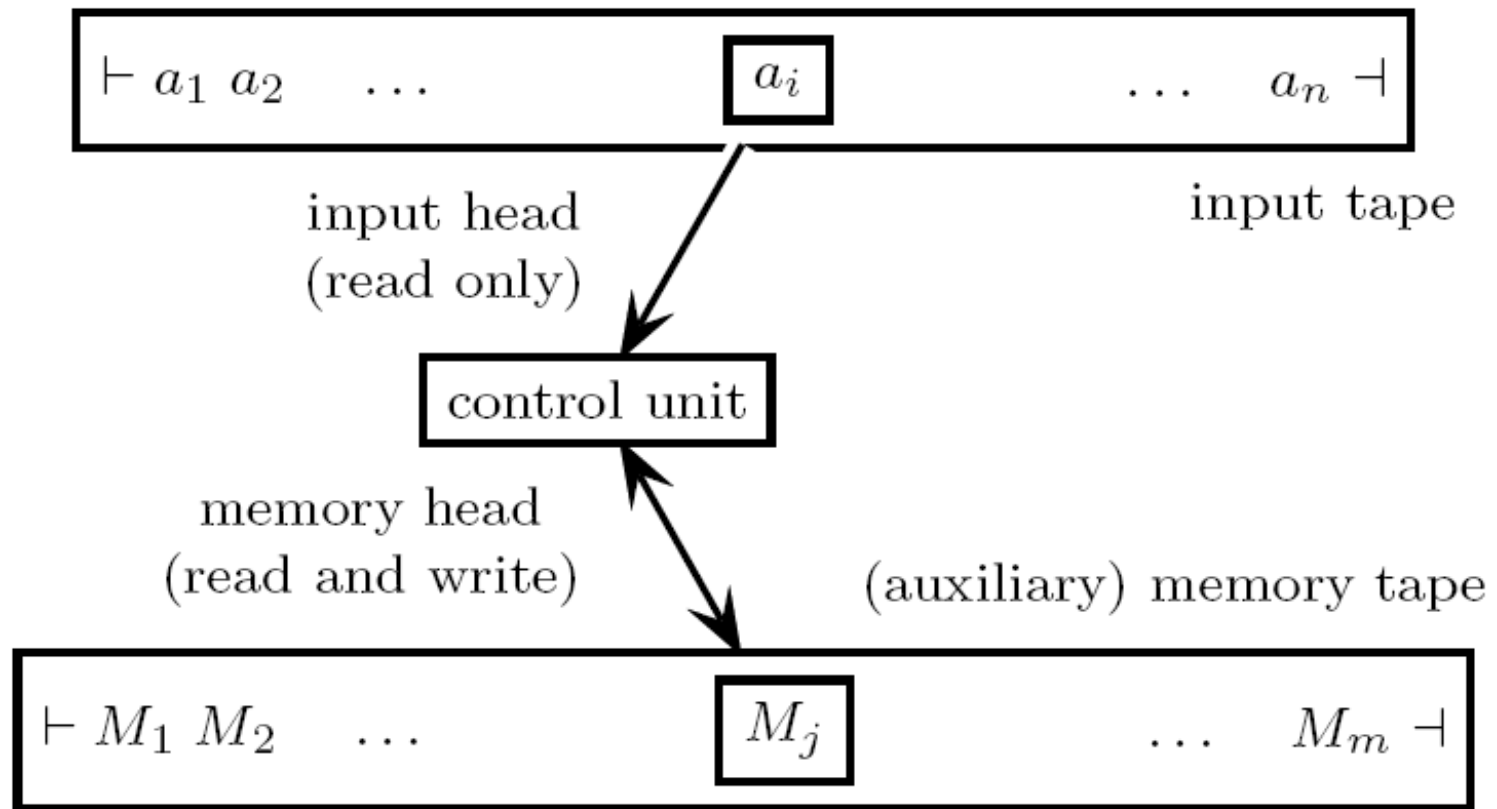 ⊢ a₁ a₂ … aᵢ … aₙ ⊣
input head
(read only)
input tape
control unit
memory head
(read and write)
(auxiliary) memory tape
⊢ M₁ M₂ … Mⱼ … Mₘ ⊣